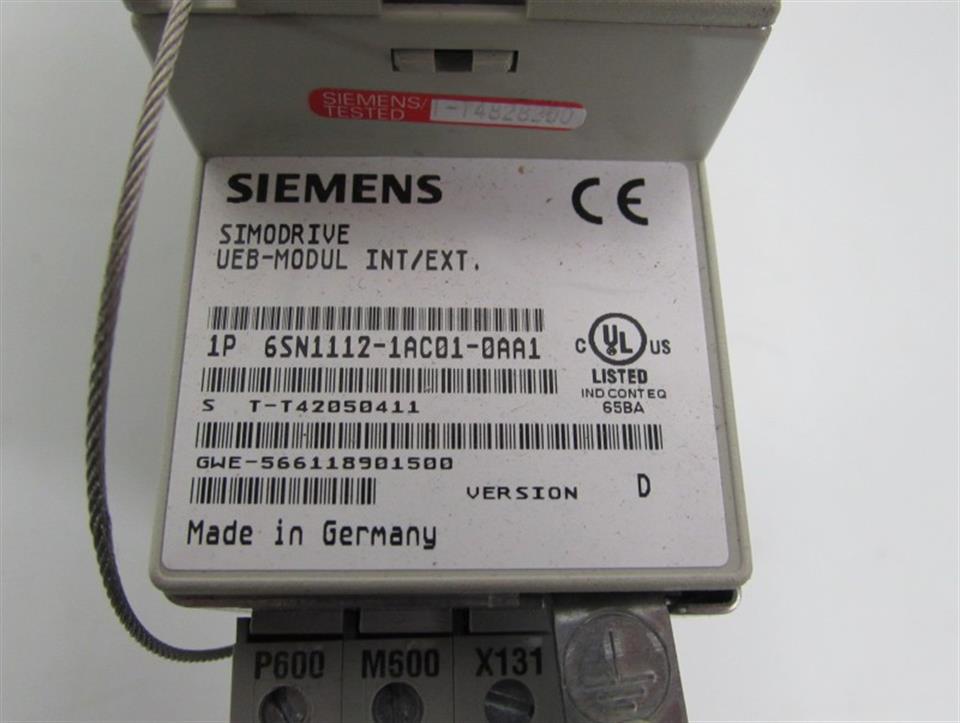 SIEMENS/
TESTED
SIEMENS
CE
SIMODRIVE
UEB-MODUL INT/EXT.
1P 6SN1112-1AC01-0AA1
C UL US
LISTED
IND CONT EQ
65BA
S T-T42050411
GWE-566118901500
VERSION D
Made in Germany
P600 M600 X131